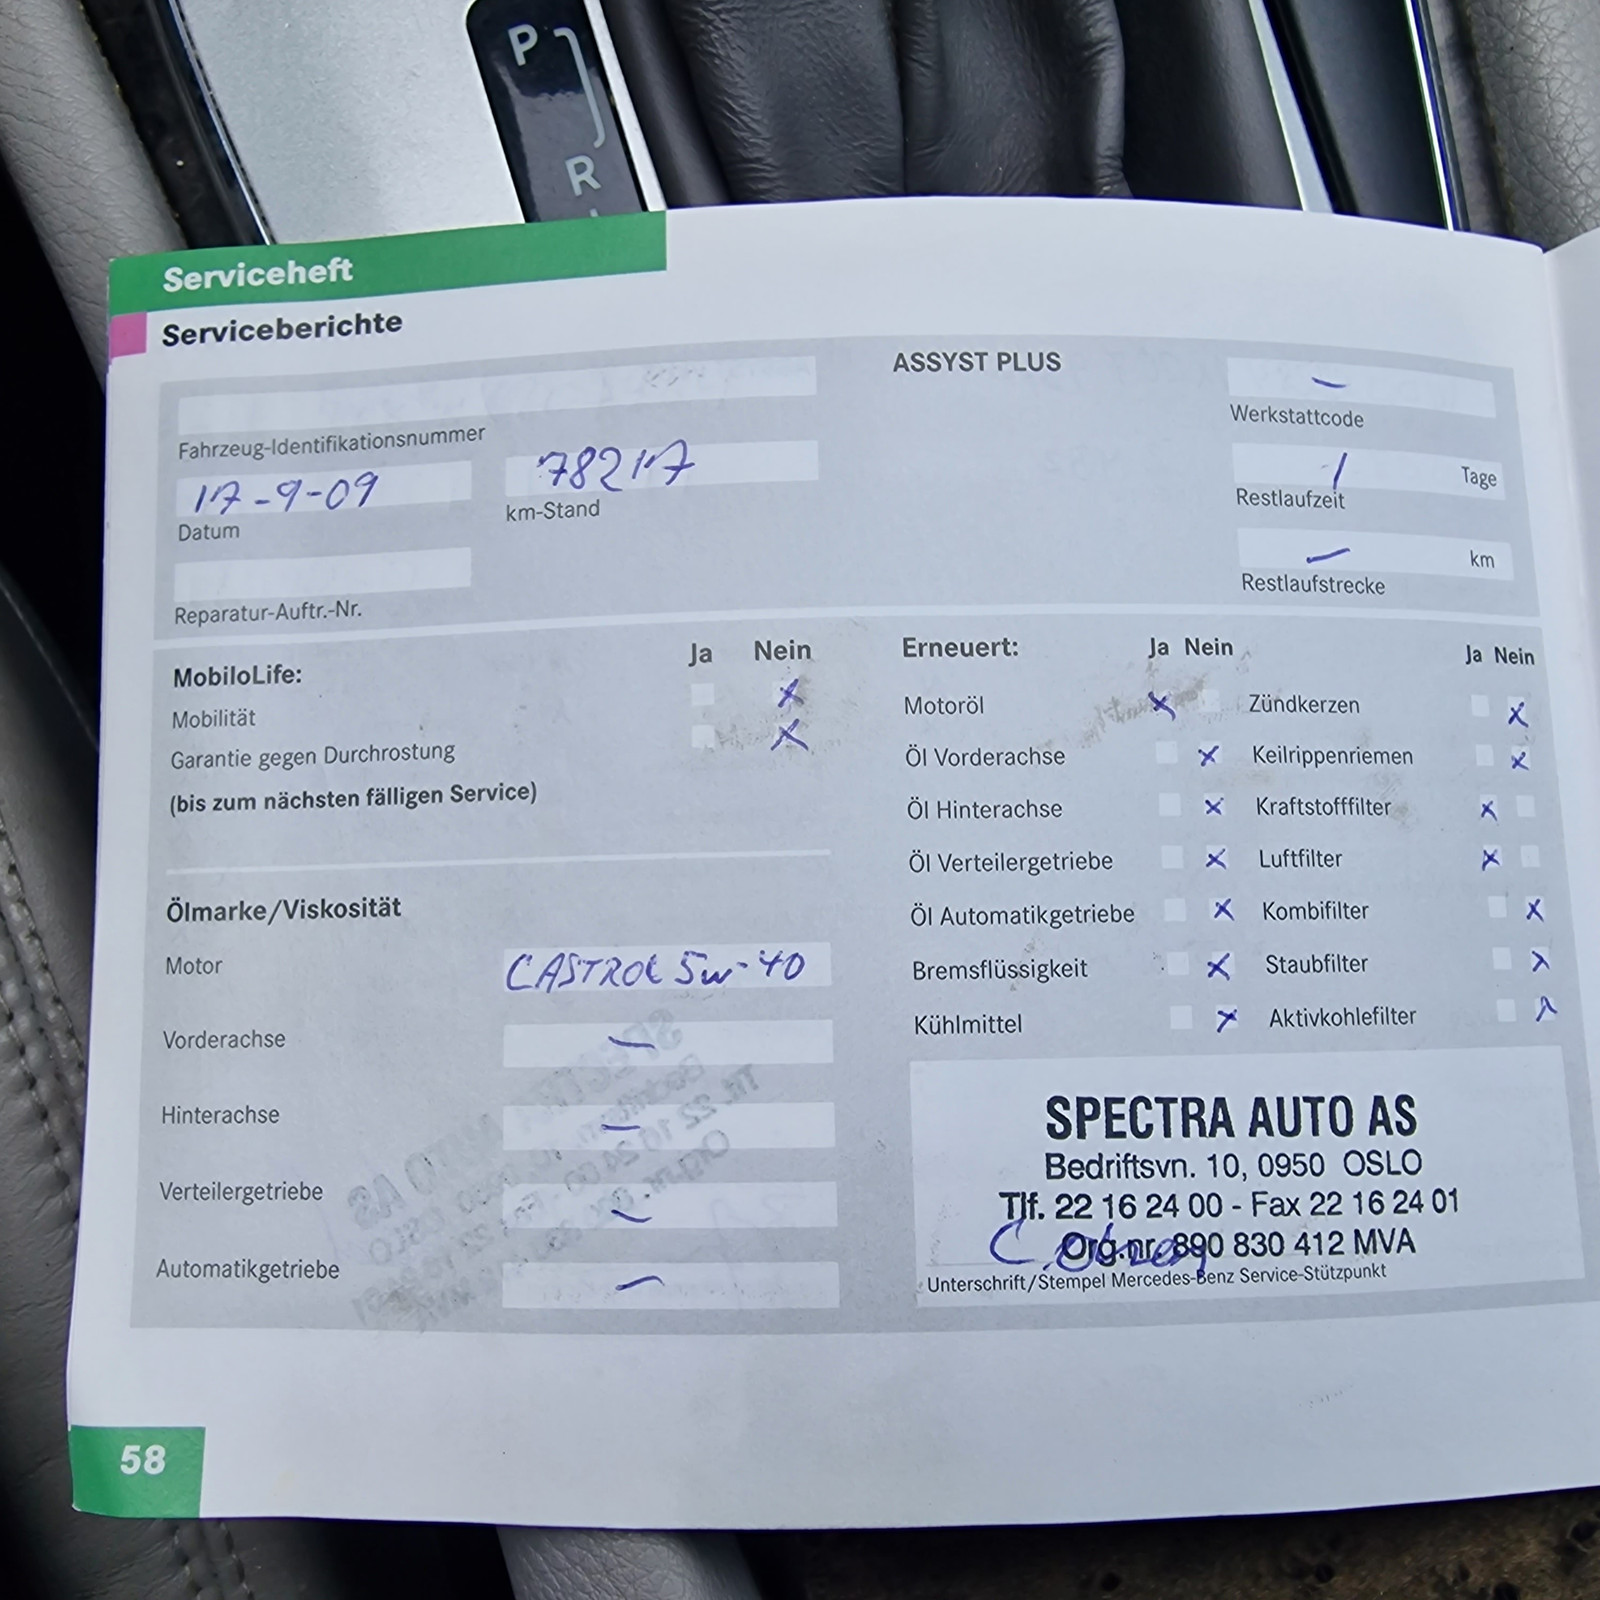 P
R
Serviceheft
Serviceberichte
ASSYST PLUS
Werkstattcode
Fahrzeug-Identifikationsnummer
17-9-09
78217
Tage
Datum
km-Stand
Restlaufzeit
km
Reparatur-Auftr.-Nr.
Restlaufstrecke
MobiloLife:
Ja Nein
Mobilität
Garantie gegen Durchrostung
(bis zum nächsten fälligen Service)
Ölmarke/Viskosität
Motor
CASTROL 5w-40
Vorderachse
Hinterachse
Verteilergetriebe
Automatikgetriebe
Erneuert: Ja Nein Ja Nein
Motoröl x Zündkerzen x
Öl Vorderachse x Keilrippenriemen x
Öl Hinterachse x Kraftstofffilter x
Öl Verteilergetriebe x Luftfilter x
Öl Automatikgetriebe x Kombifilter x
Bremsflüssigkeit x Staubfilter x
Kühlmittel x Aktivkohlefilter x
SPECTRA AUTO AS
Bedriftsvn. 10, 0950 OSLO
Tlf. 22 16 24 00 - Fax 22 16 24 01
Org.nr. 890 830 412 MVA
Unterschrift/Stempel Mercedes-Benz Service-Stützpunkt
58